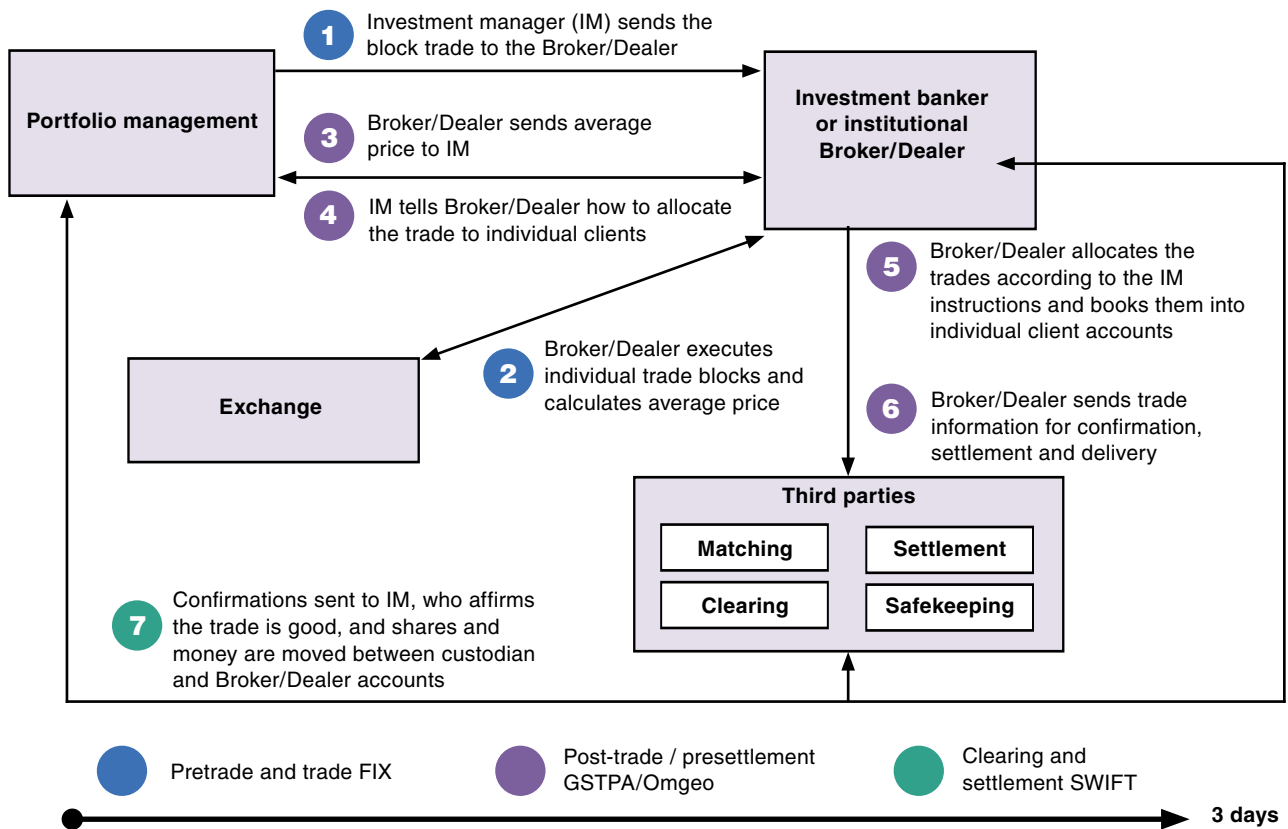 1
Investment manager (IM) sends the
block trade to the Broker/Dealer
Portfolio management
Investment banker
or institutional
Broker/Dealer
3
Broker/Dealer sends average
price to IM
4
IM tells Broker/Dealer how to allocate
the trade to individual clients
5
Broker/Dealer allocates the
trades according to the IM
instructions and books them into
individual client accounts
Exchange
2
Broker/Dealer executes
individual trade blocks and
calculates average price
6
Broker/Dealer sends trade
information for confirmation,
settlement and delivery
Third parties
Matching
Settlement
Clearing
Safekeeping
7
Confirmations sent to IM, who affirms
the trade is good, and shares and
money are moved between custodian
and Broker/Dealer accounts
Pretrade and trade FIX
Post-trade / presettlement
GSTPA/Omgeo
Clearing and
settlement SWIFT
3 days